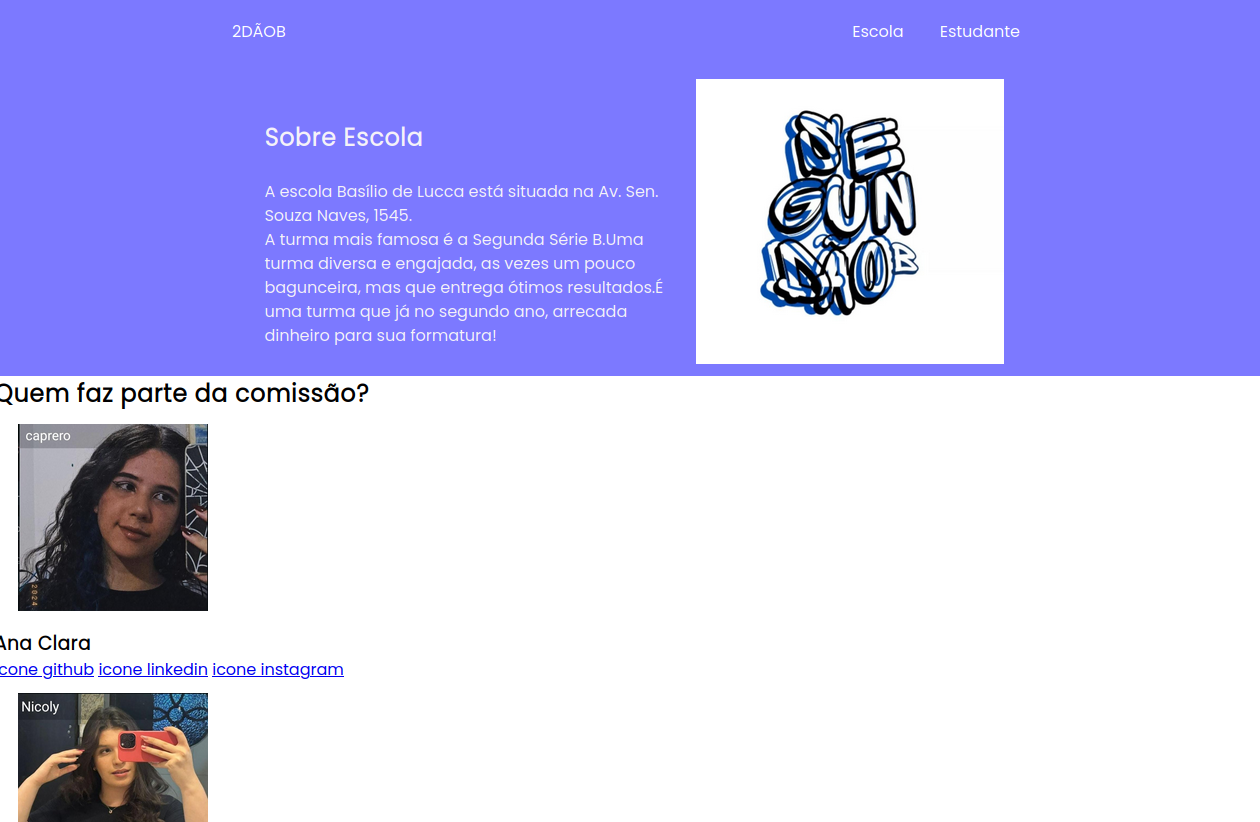 2DÃOB
Escola
Estudante
Sobre Escola
A escola Basílio de Lucca está situada na Av. Sen.
Souza Naves, 1545.
A turma mais famosa é a Segunda Série B.Uma
turma diversa e engajada, as vezes um pouco
bagunceira, mas que entrega ótimos resultados.É
uma turma que já no segundo ano, arrecada
dinheiro para sua formatura!
SE
GUN
DÃO B
Quem faz parte da comissão?
caprero
2024
Ana Clara
icone github icone linkedin icone instagram
Nicoly